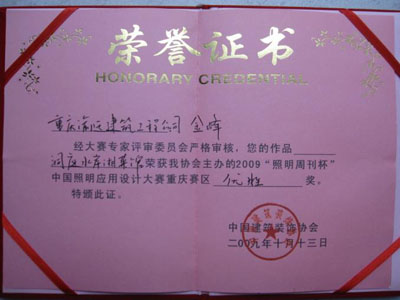 荣誉证书
HONORARY CREDENTIAL
重庆 建筑工程公司 金峰
经大赛专家评审委员会严格审核，您的作品
洞庭 荣获我协会主办的2009“照明周刊杯”
中国照明应用设计大赛重庆赛区 优胜 奖。
特颁此证。
中国建筑装饰协会
二00九年十月十三日